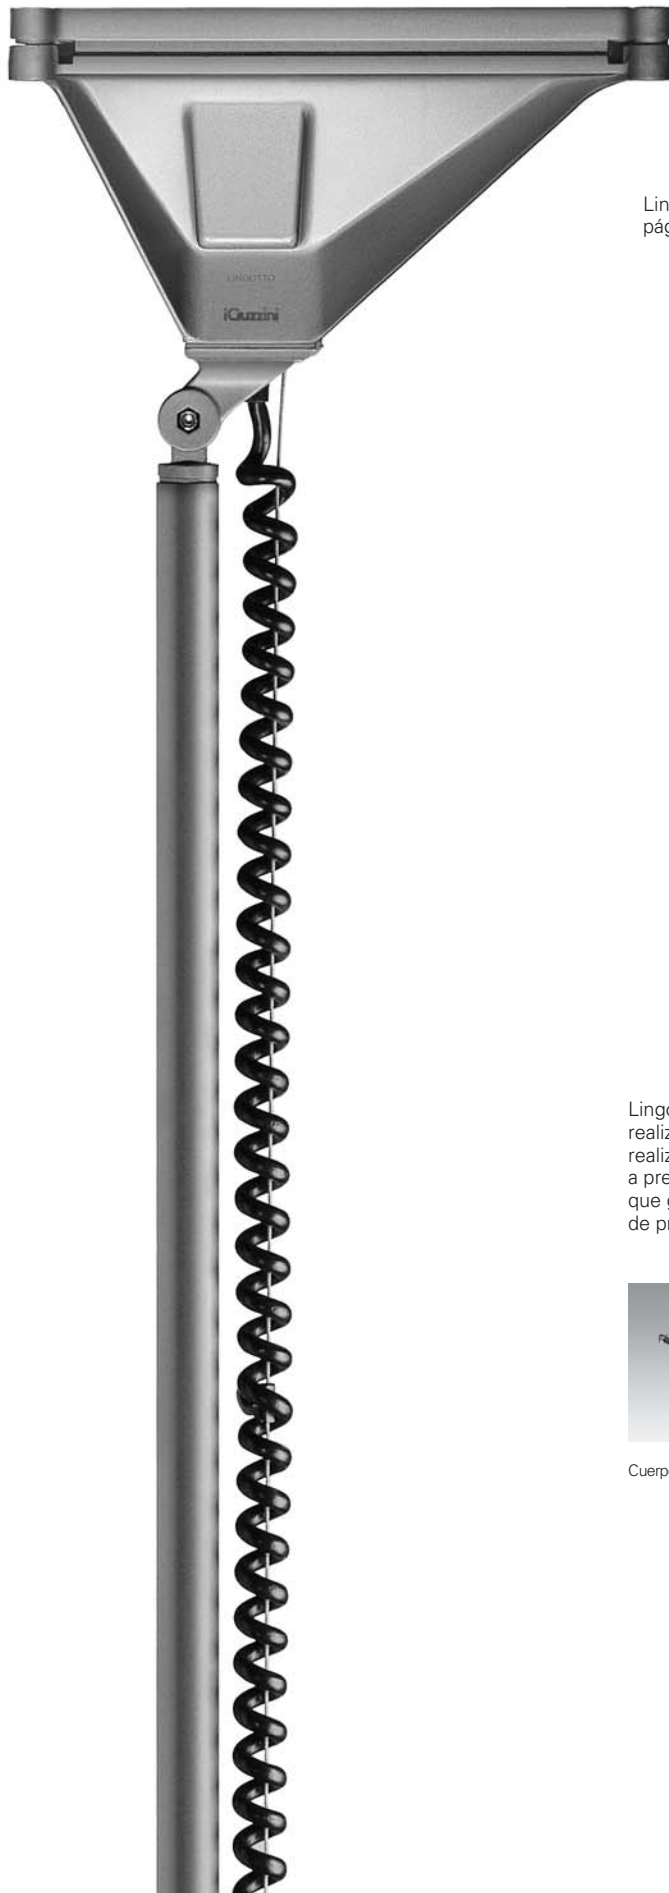 Lin
pág
LINGOTTO
iGuzzini
Lingo
realiz
realiz
a pre
que g
de pr
Cuerp